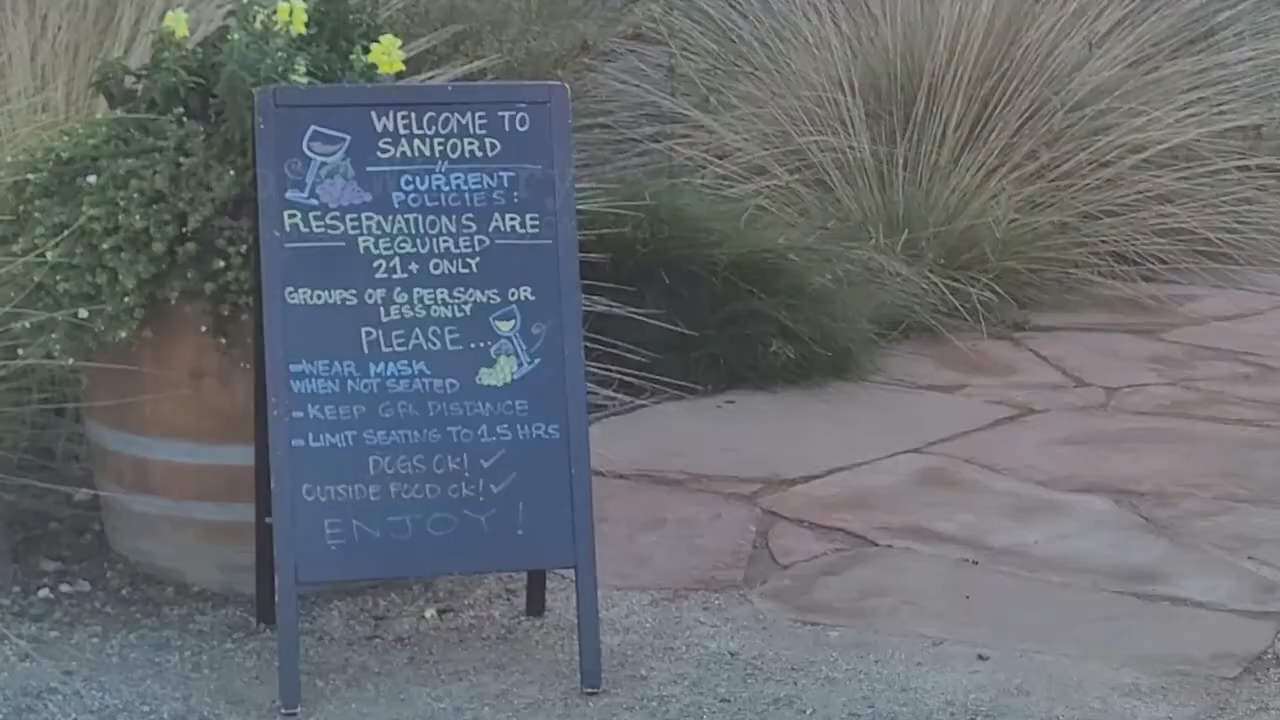 WELCOME TO
SANFORD
CURRENT
POLICIES:
RESERVATIONS ARE
REQUIRED
21+ ONLY
GROUPS OF 6 PERSONS OR
LESS ONLY
PLEASE...
-WEAR MASK
WHEN NOT SEATED
-KEEP 6ft DISTANCE
-LIMIT SEATING TO 1.5 HRS
DOGS OK! ✓
OUTSIDE FOOD OK! ✓
ENJOY!